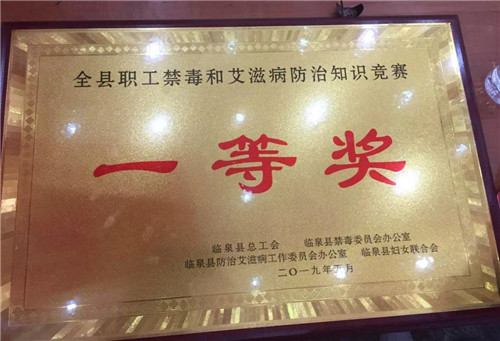 全县职工禁毒和艾滋病防治知识竞赛
一等奖
临泉县总工会 临泉县禁毒委员会办公室
临泉县防治艾滋病工作委员会办公室 临泉县妇女联合会
二〇一九年 月